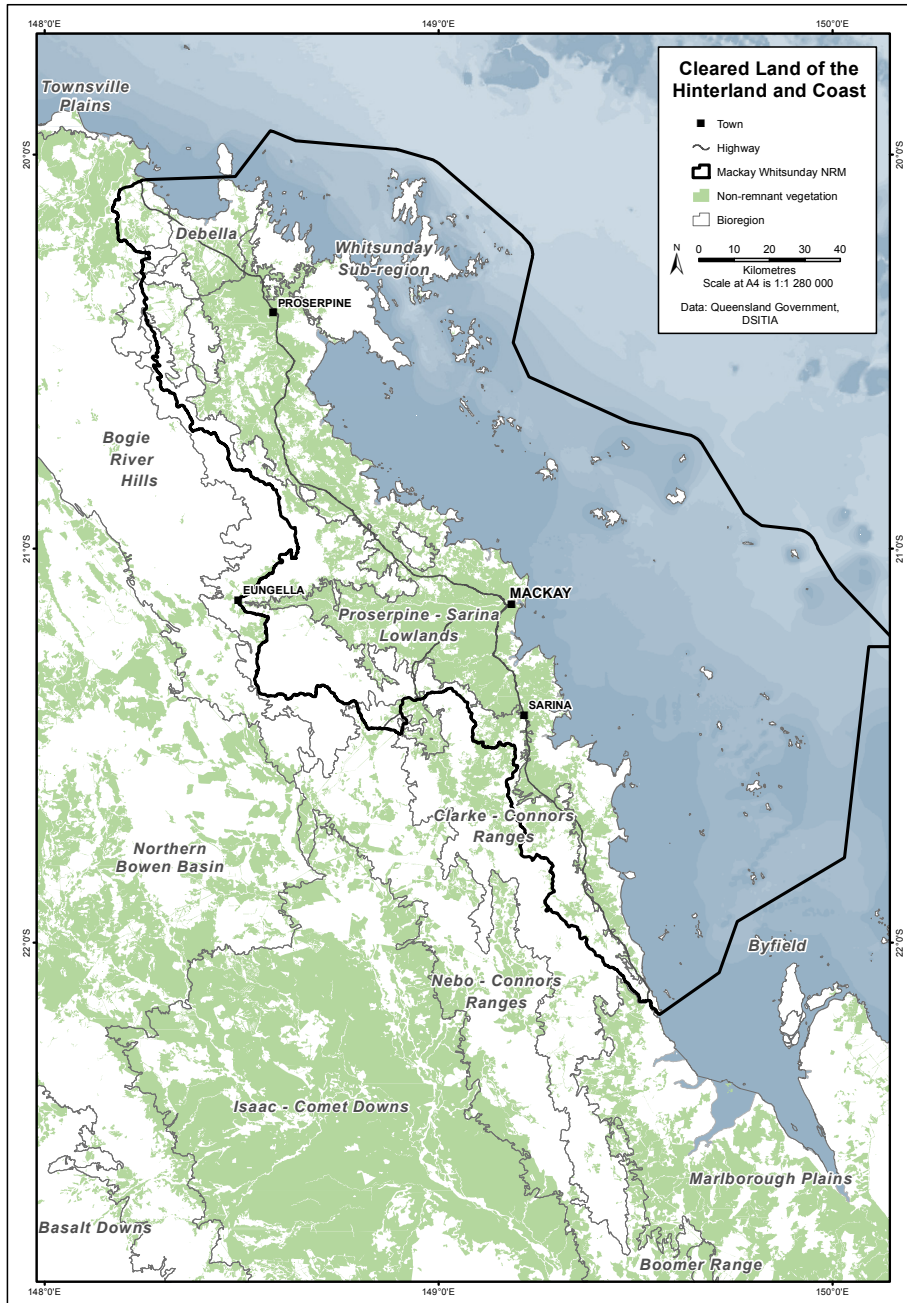 148°0'E
149°0'E
150°0'E
Townsville
Plains
Cleared Land of the
Hinterland and Coast
Town
Highway
Mackay Whitsunday NRM
Non-remnant vegetation
Bioregion
N
0 10 20 30 40
Kilometres
Scale at A4 is 1:1 280 000
Data: Queensland Government,
DSITIA
20°0'S
20°0'S
Debella
Whitsunday
Sub-region
PROSERPINE
Bogie
River
Hills
21°0'S
21°0'S
EUNGELLA
MACKAY
Proserpine - Sarina
Lowlands
SARINA
Clarke - Connors
Ranges
Northern
Bowen Basin
22°0'S
22°0'S
Byfield
Nebo - Connors
Ranges
Isaac - Comet Downs
Marlborough Plains
Basalt Downs
Boomer Range
148°0'E
149°0'E
150°0'E